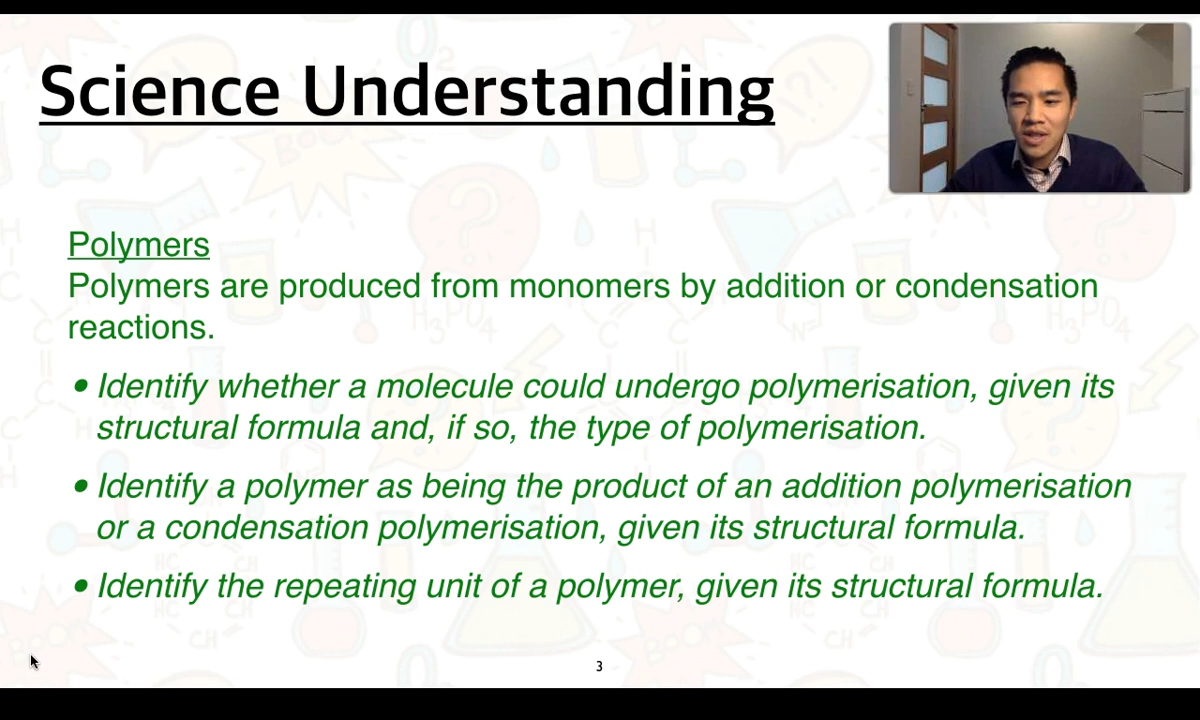 Science Understanding
Polymers
Polymers are produced from monomers by addition or condensation
reactions.
• Identify whether a molecule could undergo polymerisation, given its
structural formula and, if so, the type of polymerisation.
• Identify a polymer as being the product of an addition polymerisation
or a condensation polymerisation, given its structural formula.
• Identify the repeating unit of a polymer, given its structural formula.
3